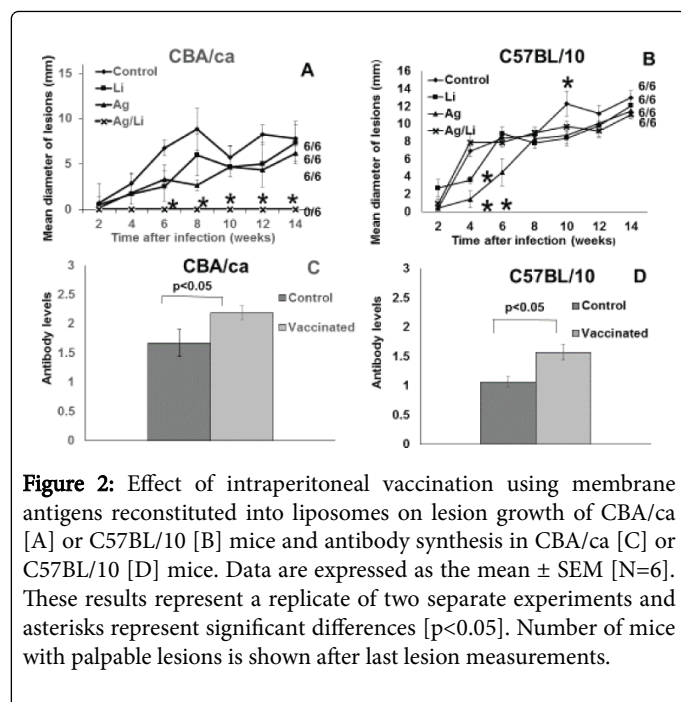 CBA/ca
A
Mean diameter of lesions (mm)
15
10
5
0
Control
Li
Ag
Ag/Li
6/6
6/6
6/6
0/6
* * * * *
2 4 6 8 10 12 14
Time after infection (weeks)
C57BL/10
B
Mean diameter of lesions (mm)
16
14
12
10
8
6
4
2
0
Control
Li
Ag
Ag/Li
*
*
* *
6/6
6/6
6/6
6/6
2 4 6 8 10 12 14
Time after infection (weeks)
CBA/ca
C
Antibody levels
3
2.5
2
1.5
1
0.5
0
p<0.05
Control
Vaccinated
C57BL/10
D
Antibody levels
3
2.5
2
1.5
1
0.5
0
p<0.05
Control
Vaccinated
Figure 2: Effect of intraperitoneal vaccination using membrane
antigens reconstituted into liposomes on lesion growth of CBA/ca
[A] or C57BL/10 [B] mice and antibody synthesis in CBA/ca [C] or
C57BL/10 [D] mice. Data are expressed as the mean ± SEM [N=6].
These results represent a replicate of two separate experiments and
asterisks represent significant differences [p<0.05]. Number of mice
with palpable lesions is shown after last lesion measurements.